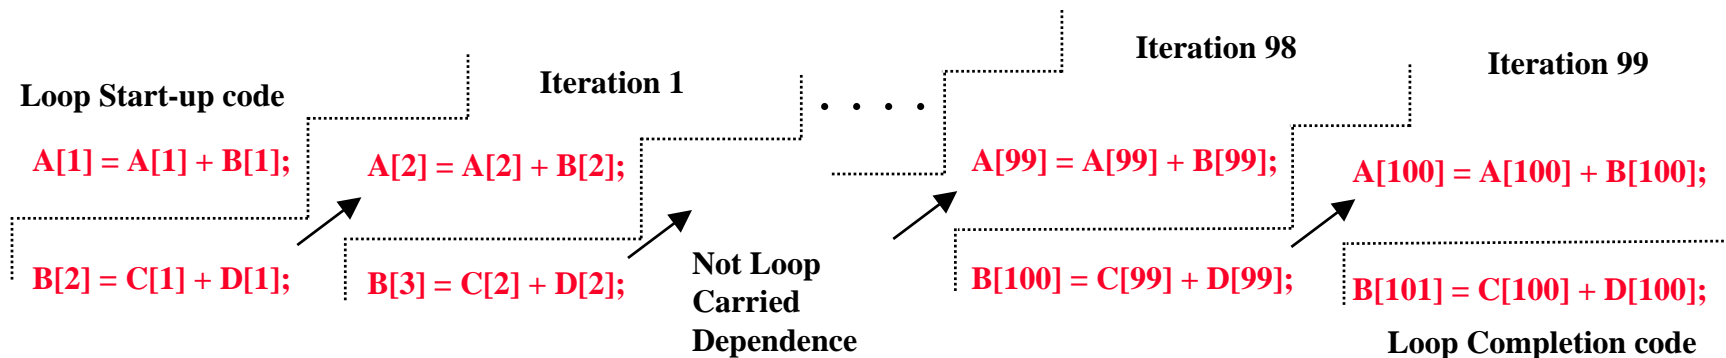 Loop Start-up code
Iteration 1
. . . .
Iteration 98
Iteration 99
A[1] = A[1] + B[1];
A[2] = A[2] + B[2];
A[99] = A[99] + B[99];
A[100] = A[100] + B[100];
B[2] = C[1] + D[1];
B[3] = C[2] + D[2];
Not Loop
Carried
Dependence
B[100] = C[99] + D[99];
B[101] = C[100] + D[100];
Loop Completion code